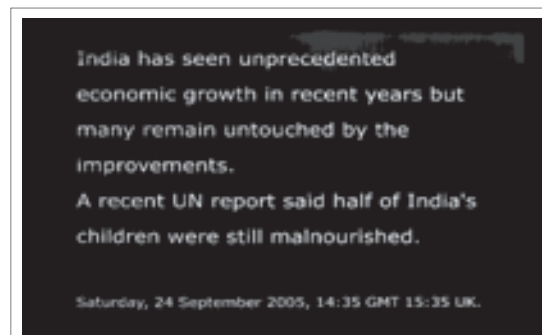 India has seen unprecedented
economic growth in recent years but
many remain untouched by the
improvements.
A recent UN report said half of India's
children were still malnourished.
Saturday, 24 September 2005, 14:35 GMT 15:35 UK.